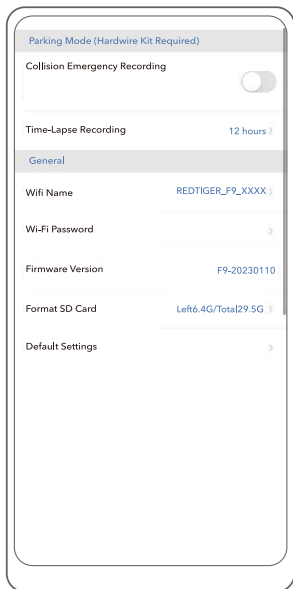 Parking Mode (Hardwire Kit Required)
Collision Emergency Recording
Time-Lapse Recording 12 hours
General
Wifi Name REDTIGER_F9_XXXX
Wi-Fi Password
Firmware Version F9-20230110
Format SD Card Left6.4G/Total29.5G
Default Settings